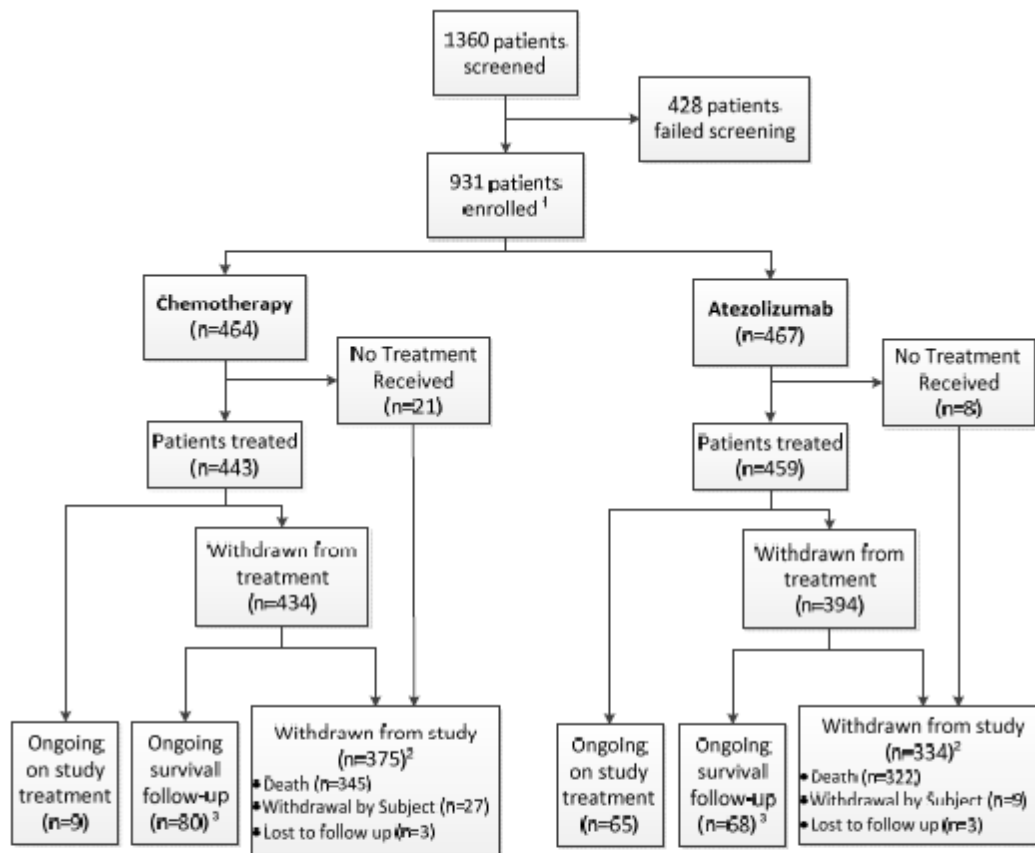 1360 patients
screened
428 patients
failed screening
931 patients
enrolled 1
Chemotherapy
(n=464)
No Treatment
Received
(n=21)
Patients treated
(n=443)
Withdrawn from
treatment
(n=434)
Ongoing
on study
treatment
(n=9)
Ongoing
survival
follow-up
(n=80) 3
Withdrawn from study
(n=375)2
• Death (n=345)
• Withdrawal by Subject (n=27)
• Lost to follow up (n=3)
Atezolizumab
(n=467)
No Treatment
Received
(n=8)
Patients treated
(n=459)
Withdrawn from
treatment
(n=394)
Ongoing
on study
treatment
(n=65)
Ongoing
survival
follow-up
(n=68) 3
Withdrawn from study
(n=334)2
• Death (n=322)
• Withdrawal by Subject (n=9)
• Lost to follow up (n=3)